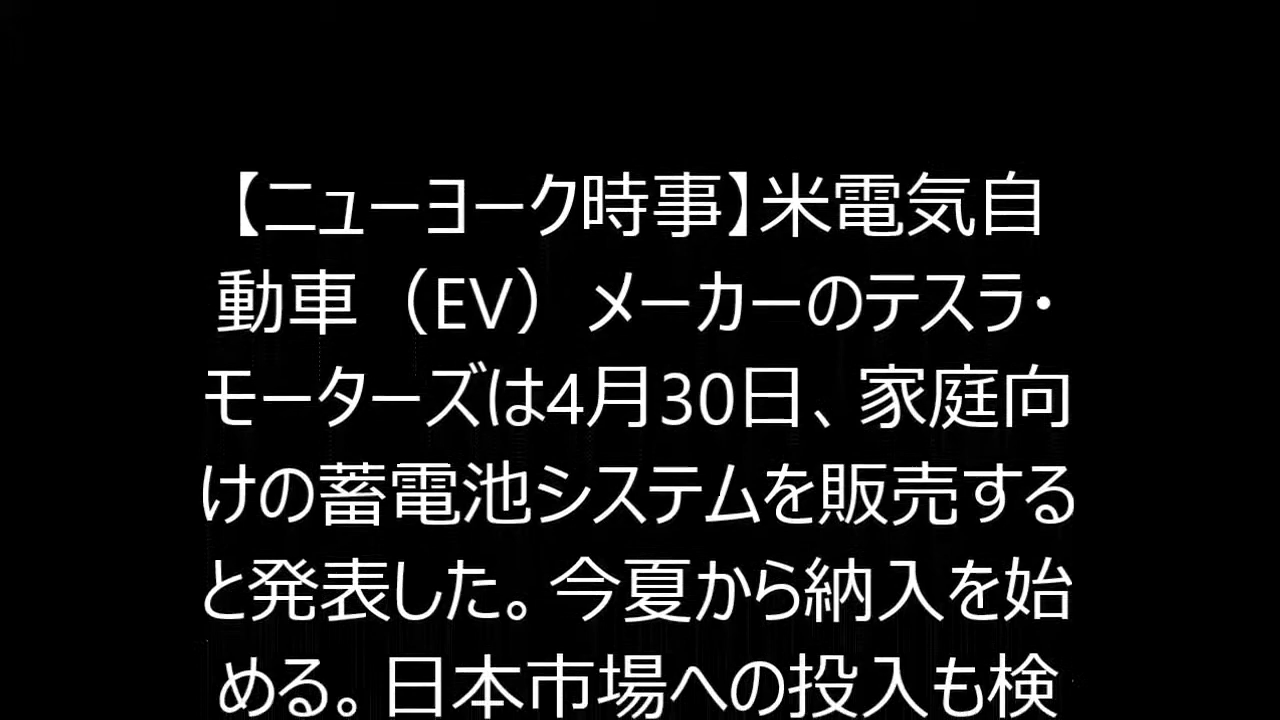 【ニューヨーク時事】米電気自
動車（EV）メーカーのテスラ・
モーターズは4月30日、家庭向
けの蓄電池システムを販売する
と発表した。今夏から納入を始
める。日本市場への投入も検